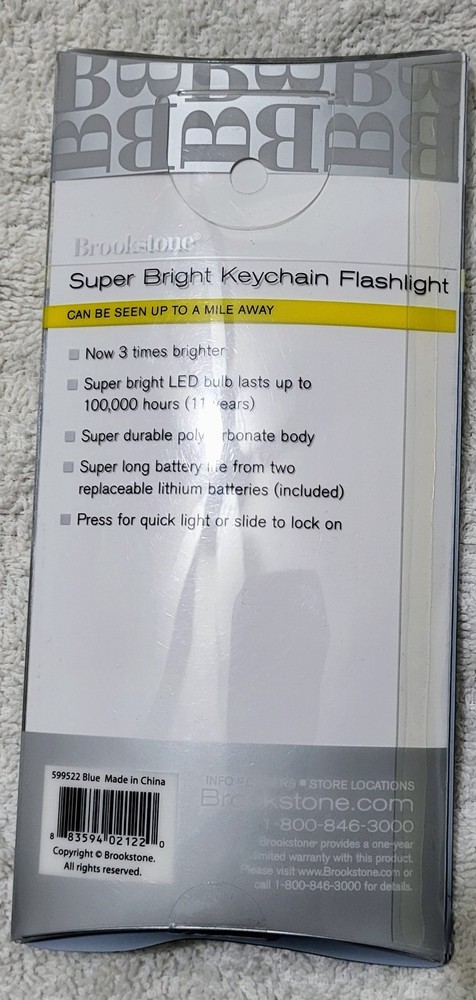 Brookstone®
Super Bright Keychain Flashlight
CAN BE SEEN UP TO A MILE AWAY
Now 3 times brighter
Super bright LED bulb lasts up to
100,000 hours (11 years)
Super durable polycarbonate body
Super long battery life from two
replaceable lithium batteries (included)
Press for quick light or slide to lock on
599522 Blue Made in China
8 83594 02122 0
Copyright © Brookstone.
All rights reserved.
INFO ■ ■ STORE LOCATIONS
Brookstone.com
1-800-846-3000
Brookstone® provides a one-year
limited warranty with this product.
Please visit www.Brookstone.com or
call 1-800-846-3000 for details.